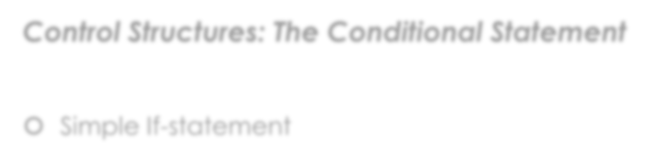 Control Structures: The Conditional Statement
Simple If-statement